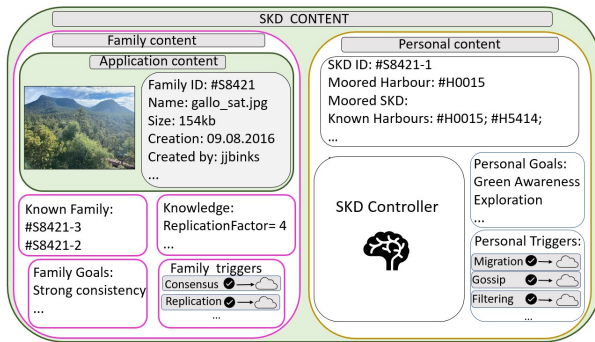 SKD CONTENT
Family content
Application content
Family ID: #S8421
Name: gallo_sat.jpg
Size: 154kb
Creation: 09.08.2016
Created by: jjbinks
...
Known Family:
#S8421-3
#S8421-2
Knowledge:
ReplicationFactor= 4
...
Family Goals:
Strong consistency
...
Family triggers
Consensus
Replication
...
Personal content
SKD ID: #S8421-1
Moored Harbour: #H0015
Moored SKD:
Known Harbours: #H0015; #H5414;
...
SKD Controller
Personal Goals:
Green Awareness
Exploration
...
Personal Triggers:
Migration
Gossip
Filtering
...